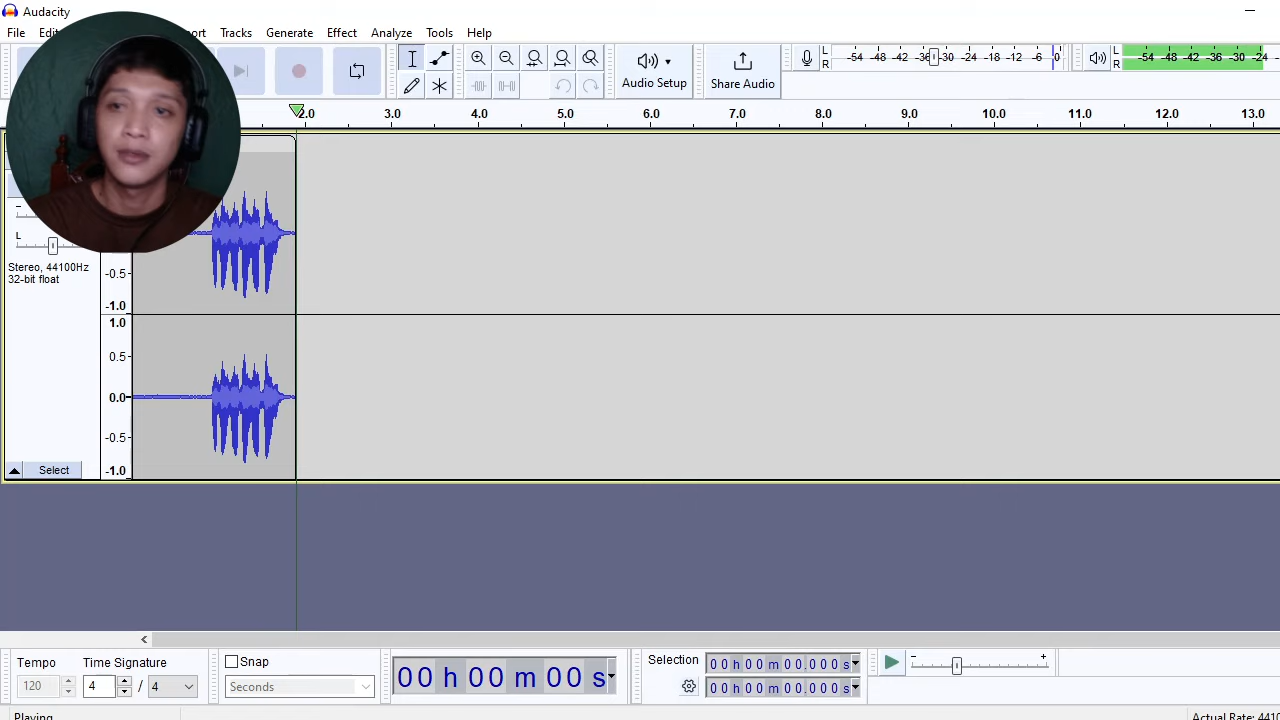 Audacity
File Edit port Tracks Generate Effect Analyze Tools Help
L
R
-54 -48 -42 -36 -30 -24 -18 -12 -6 0
L
R
-54 -48 -42 -36 -30 -24
Audio Setup
Share Audio
2.0 3.0 4.0 5.0 6.0 7.0 8.0 9.0 10.0 11.0 12.0 13.0
L
Stereo, 44100Hz
32-bit float
-0.5
-1.0
1.0
0.5
0.0
-0.5
-1.0
Select
Tempo
120
Time Signature
4 / 4
Snap
Seconds
00 h 00 m 00 s
Selection
00 h 00 m 00.000 s
00 h 00 m 00.000 s
Playing
Actual Rate: 4410